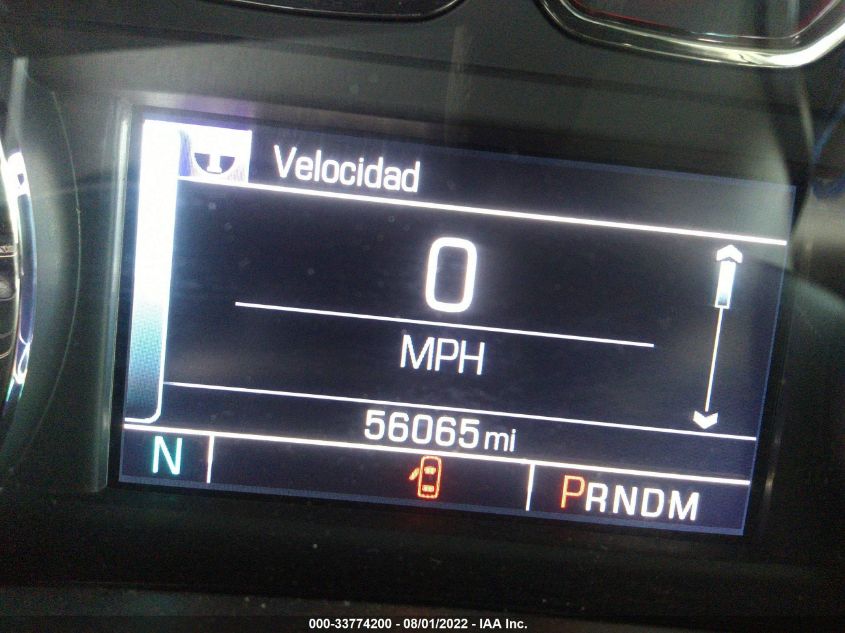 Velocidad
0
MPH
56065 mi
N
PRNDM
000-33774200 - 08/01/2022 - IAA Inc.